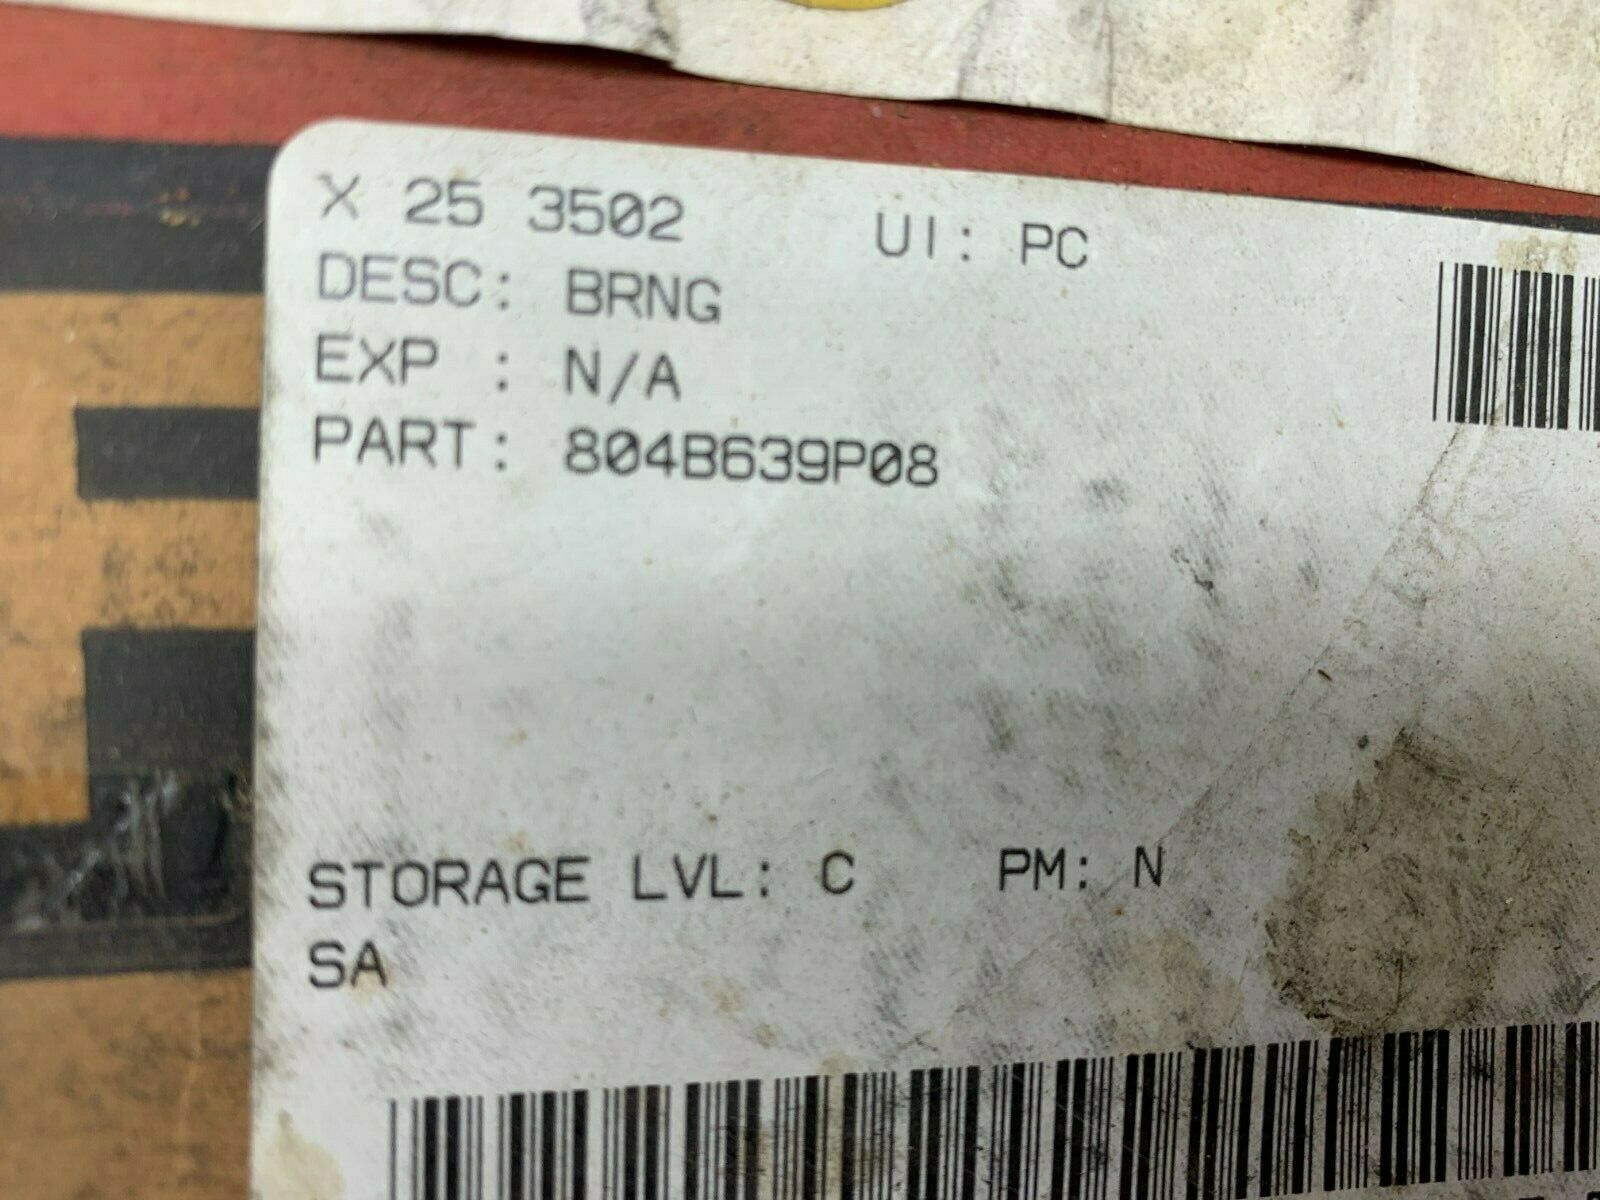 X 25 3502 UI: PC
DESC: BRNG
EXP : N/A
PART: 804B639P08
STORAGE LVL: C PM: N
SA